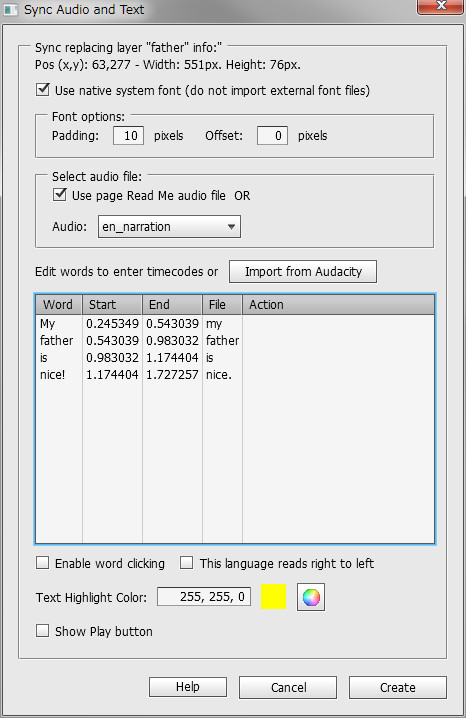 Sync Audio and Text
Sync replacing layer "father" info:"
Pos (x,y): 63,277 - Width: 551px. Height: 76px.
Use native system font (do not import external font files)
Font options:
Padding: 10 pixels Offset: 0 pixels
Select audio file:
Use page Read Me audio file OR
Audio: en_narration
Edit words to enter timecodes or Import from Audacity
Word Start End File Action
My 0.245349 0.543039 my
father 0.543039 0.983032 father
is 0.983032 1.174404 is
nice! 1.174404 1.727257 nice.
Enable word clicking This language reads right to left
Text Highlight Color: 255, 255, 0
Show Play button
Help Cancel Create